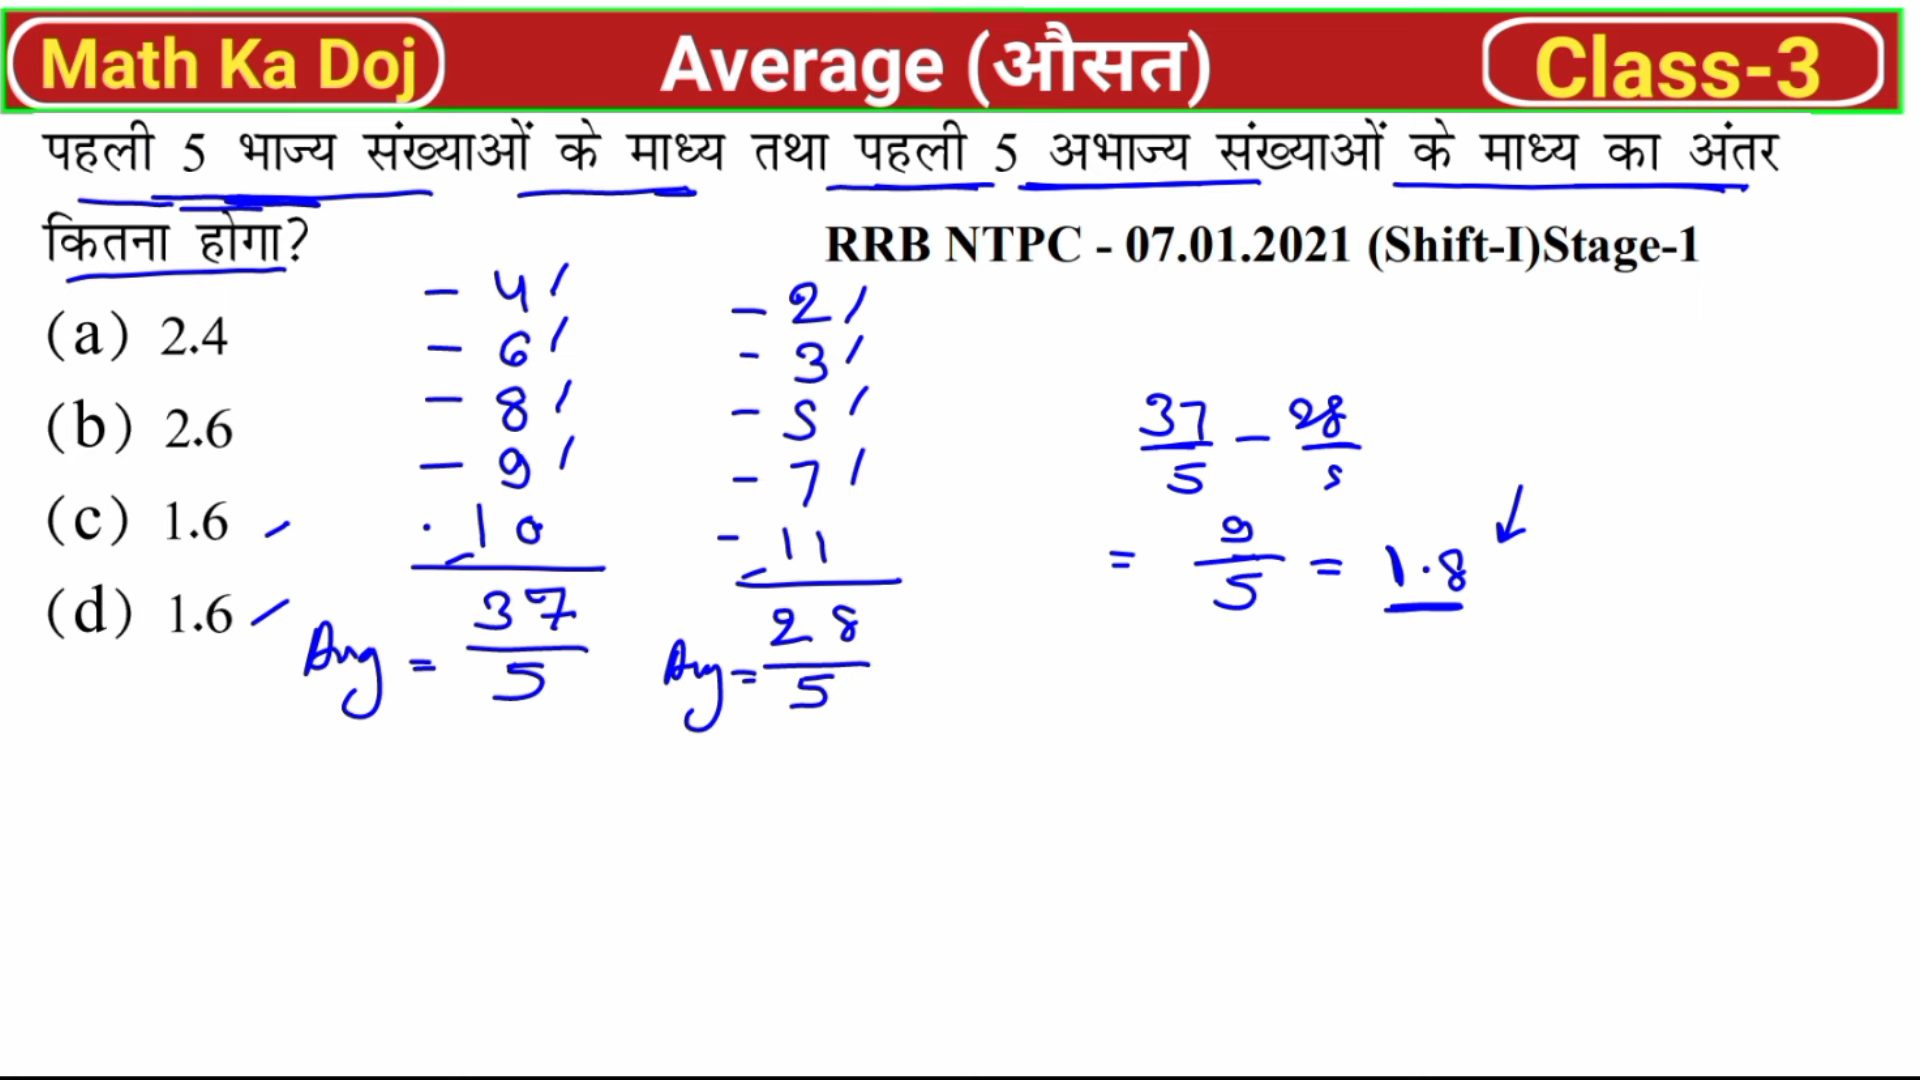 Math Ka Doj
Average (औसत)
Class-3
पहली 5 भाज्य संख्याओं के माध्य तथा पहली 5 अभाज्य संख्याओं के माध्य का अंतर
कितना होगा?
RRB NTPC - 07.01.2021 (Shift-I)Stage-1
(a) 2.4
(b) 2.6
(c) 1.6
(d) 1.6
- 4
- 6
- 8
- 9
10
37
Avg = 37/5
- 2
- 3
- 5
- 7
- 11
28
Avg = 28/5
37/5 - 28/5
= 9/5 = 1.8